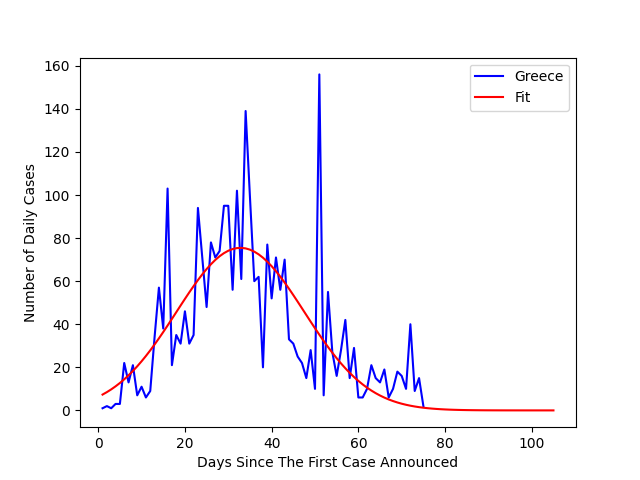 Greece
Fit
160
140
120
100
80
60
40
20
0
Number of Daily Cases
0 20 40 60 80 100
Days Since The First Case Announced